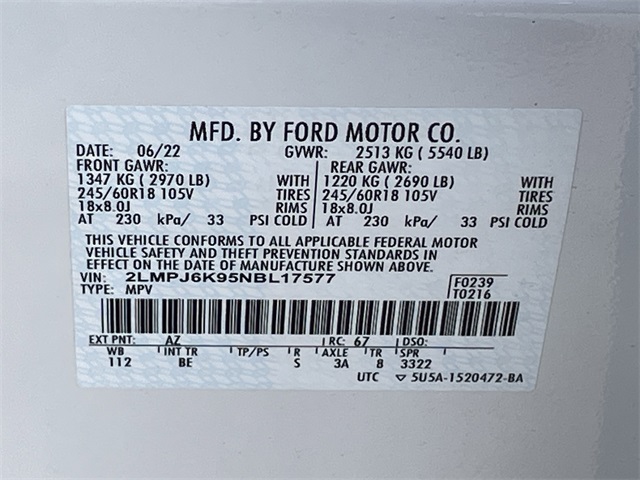 MFD. BY FORD MOTOR CO.
DATE: 06/22 GVWR: 2513 KG ( 5540 LB)
FRONT GAWR: REAR GAWR:
1347 KG ( 2970 LB) WITH 1220 KG ( 2690 LB) WITH
245/60R18 105V TIRES 245/60R18 105V TIRES
18x8.0J RIMS 18x8.0J RIMS
AT 230 kPa/ 33 PSI COLD AT 230 kPa/ 33 PSI COLD
THIS VEHICLE CONFORMS TO ALL APPLICABLE FEDERAL MOTOR
VEHICLE SAFETY AND THEFT PREVENTION STANDARDS IN
EFFECT ON THE DATE OF MANUFACTURE SHOWN ABOVE.
VIN: 2LMPJ6K95NBL17577 F0239
TYPE: MPV T0216
EXT PNT: AZ RC: 67 DSO:
WB INT TR TP/PS R AXLE TR SPR
112 BE S 3A 8 3322
UTC ▽ 5U5A-1520472-BA